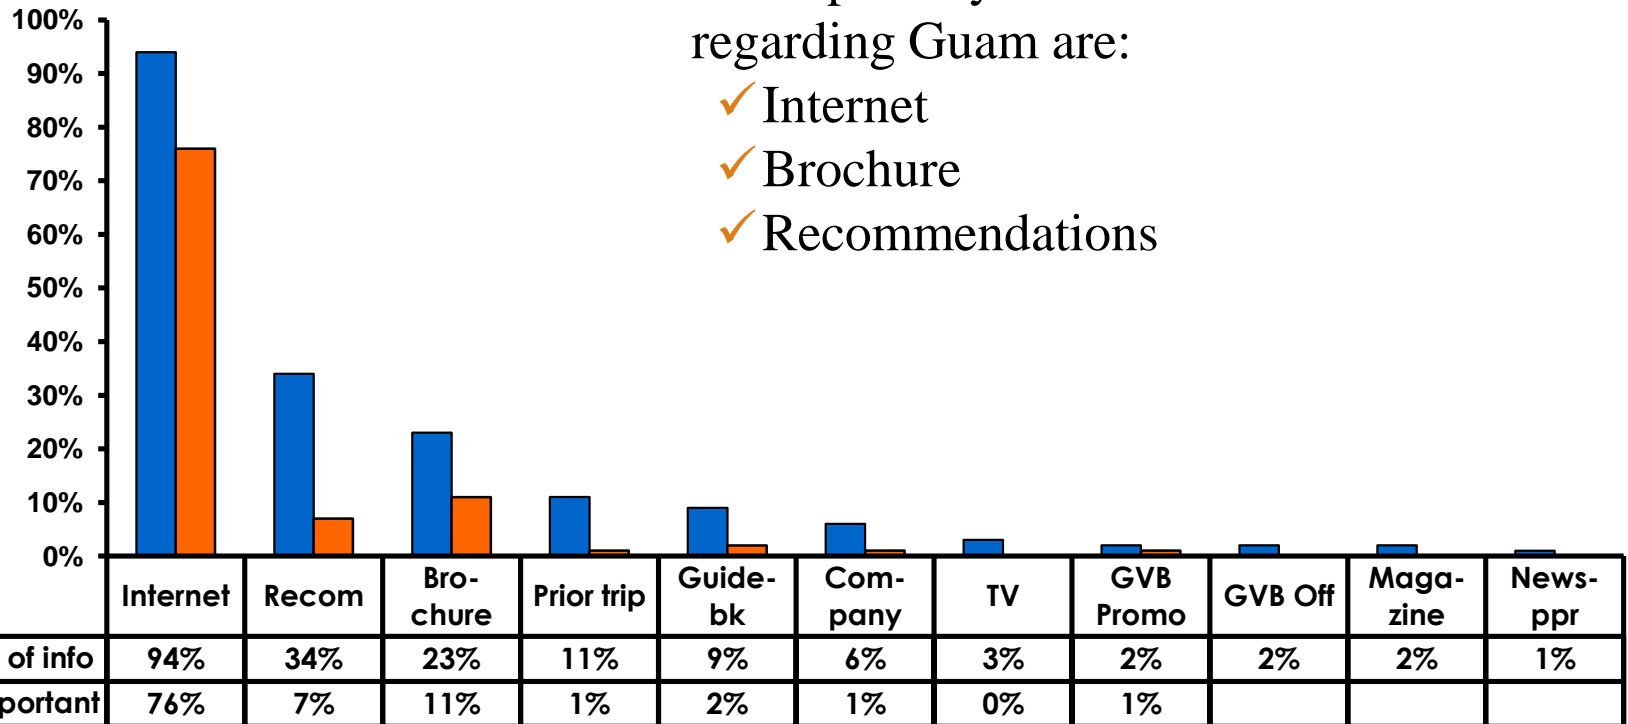 regarding Guam are:
✓Internet
✓Brochure
✓Recommendations
100%
90%
80%
70%
60%
50%
40%
30%
20%
10%
0%
Internet Recom Bro-chure Prior trip Guide-bk Com-pany TV GVB Promo GVB Off Maga-zine News-ppr
of info 94% 34% 23% 11% 9% 6% 3% 2% 2% 2% 1%
portant 76% 7% 11% 1% 2% 1% 0% 1%